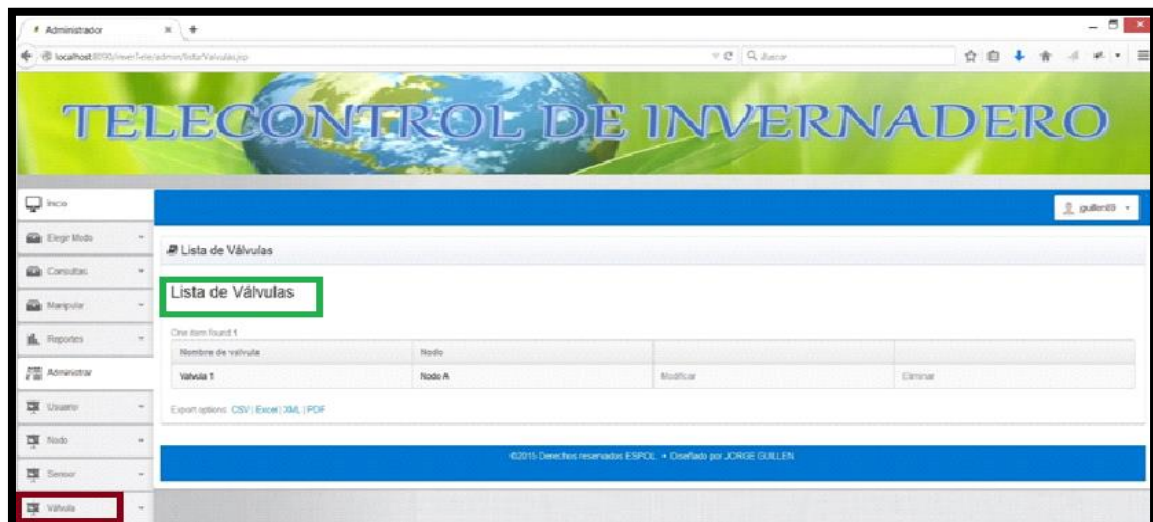 Administrador
Buscar
TELECONTROL DE INVERNADERO
Inicio
guillen89
Elegir Modo
Lista de Válvulas
Consultas
Lista de Válvulas
Manipular
One item found.1
Reportes
Nombre de valvula Nodo
Administrar
Valvula 1 Nodo A Modificar Eliminar
Usuario
Export options: CSV | Excel | XML | PDF
Nodo
©2015 Derechos reservados ESPOL • Diseñado por JORGE GUILLEN
Sensor
Válvula